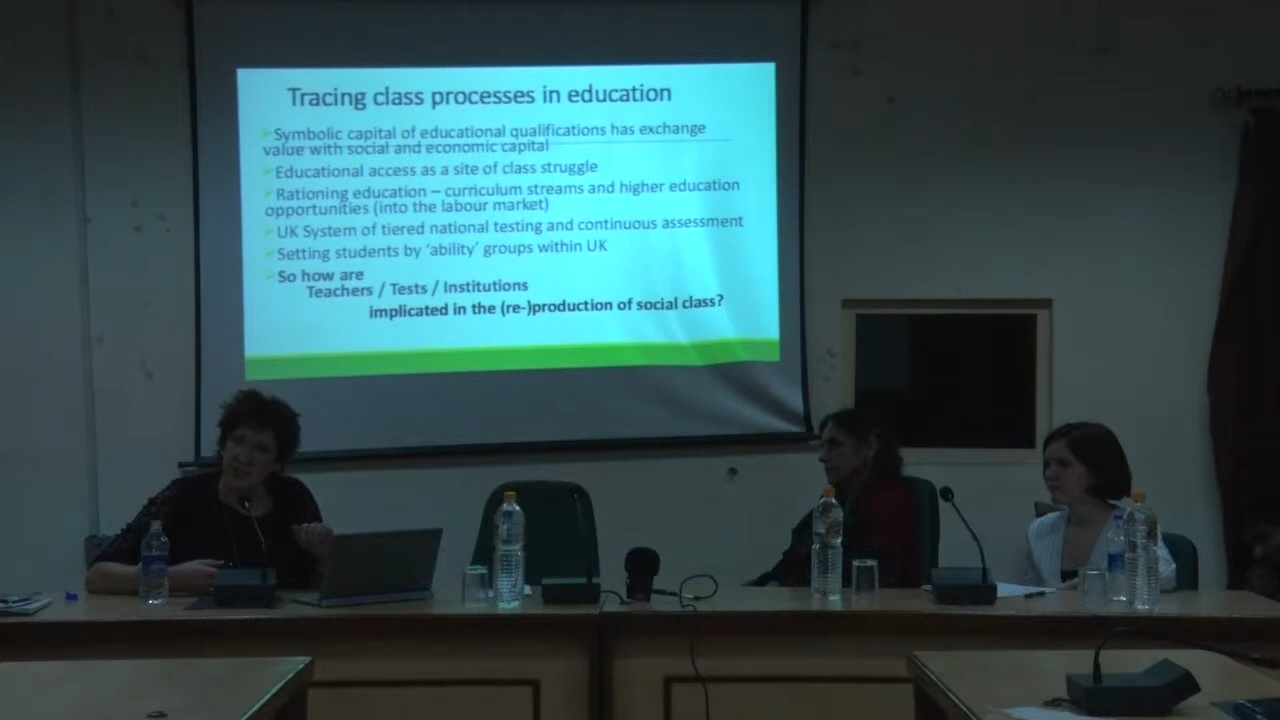 Tracing class processes in education
Symbolic capital of educational qualifications has exchange
value with social and economic capital
Educational access as a site of class struggle
Rationing education – curriculum streams and higher education
opportunities (into the labour market)
UK System of tiered national testing and continuous assessment
Setting students by ‘ability’ groups within UK
So how are
Teachers / Tests / Institutions
implicated in the (re-)production of social class?